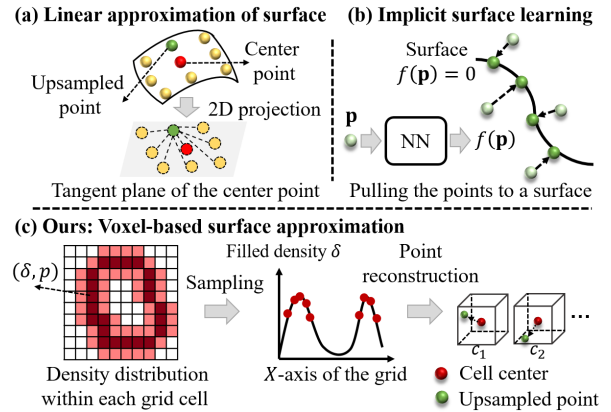 (a) Linear approximation of surface
Center
point
Upsampled
point
2D projection
Tangent plane of the center point
(b) Implicit surface learning
Surface
f(p) = 0
p
NN
f(p)
Pulling the points to a surface
(c) Ours: Voxel-based surface approximation
(δ, p)
Sampling
Filled density δ
Point
reconstruction
...
c₁
c₂
Density distribution
within each grid cell
X-axis of the grid
Cell center
Upsampled point